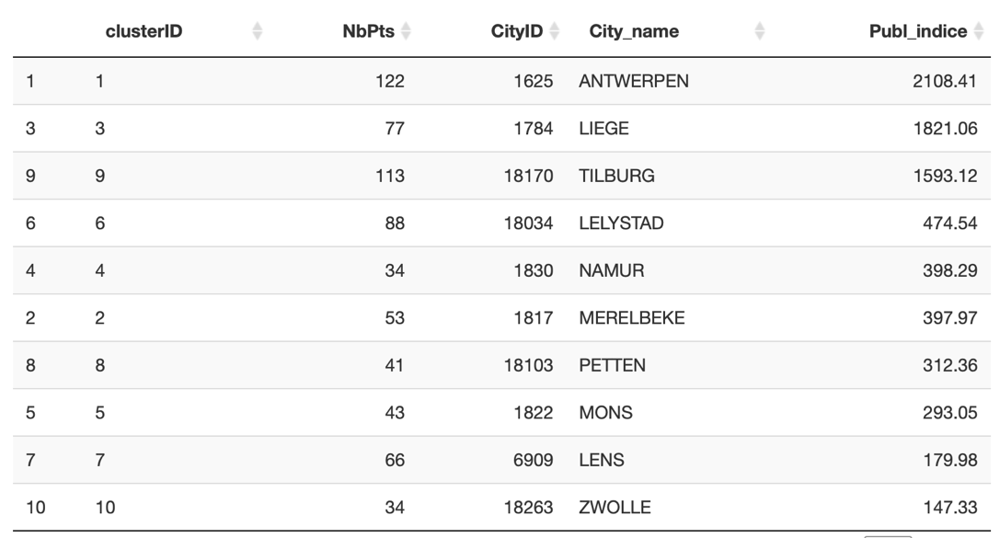 clusterID NbPts CityID City_name Publ_indice
1 1 122 1625 ANTWERPEN 2108.41
3 3 77 1784 LIEGE 1821.06
9 9 113 18170 TILBURG 1593.12
6 6 88 18034 LELYSTAD 474.54
4 4 34 1830 NAMUR 398.29
2 2 53 1817 MERELBEKE 397.97
8 8 41 18103 PETTEN 312.36
5 5 43 1822 MONS 293.05
7 7 66 6909 LENS 179.98
10 10 34 18263 ZWOLLE 147.33